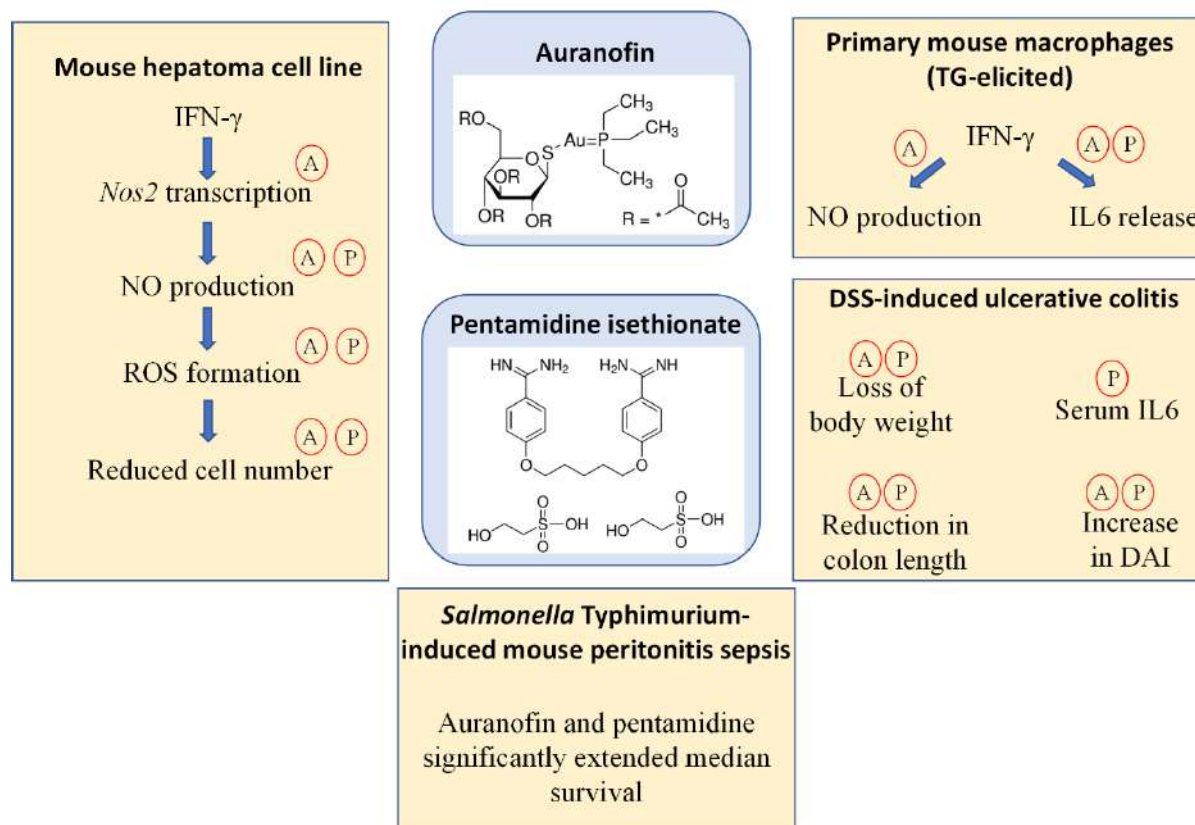 Mouse hepatoma cell line
IFN-γ
A
Nos2 transcription
A P
NO production
A P
ROS formation
A P
Reduced cell number
Auranofin
RO
O
S
Au=P
CH3
CH3
CH3
OR
RO
OR
O
R = *
CH3
Pentamidine isethionate
HN
NH2
H2N
NH
O
O
HO
O
S
OH
O
HO
O
S
OH
O
Primary mouse macrophages
(TG-elicited)
A
IFN-γ
A P
NO production
IL6 release
DSS-induced ulcerative colitis
A P
Loss of
body weight
P
Serum IL6
A P
Reduction in
colon length
A P
Increase
in DAI
Salmonella Typhimurium-
induced mouse peritonitis sepsis
Auranofin and pentamidine
significantly extended median
survival